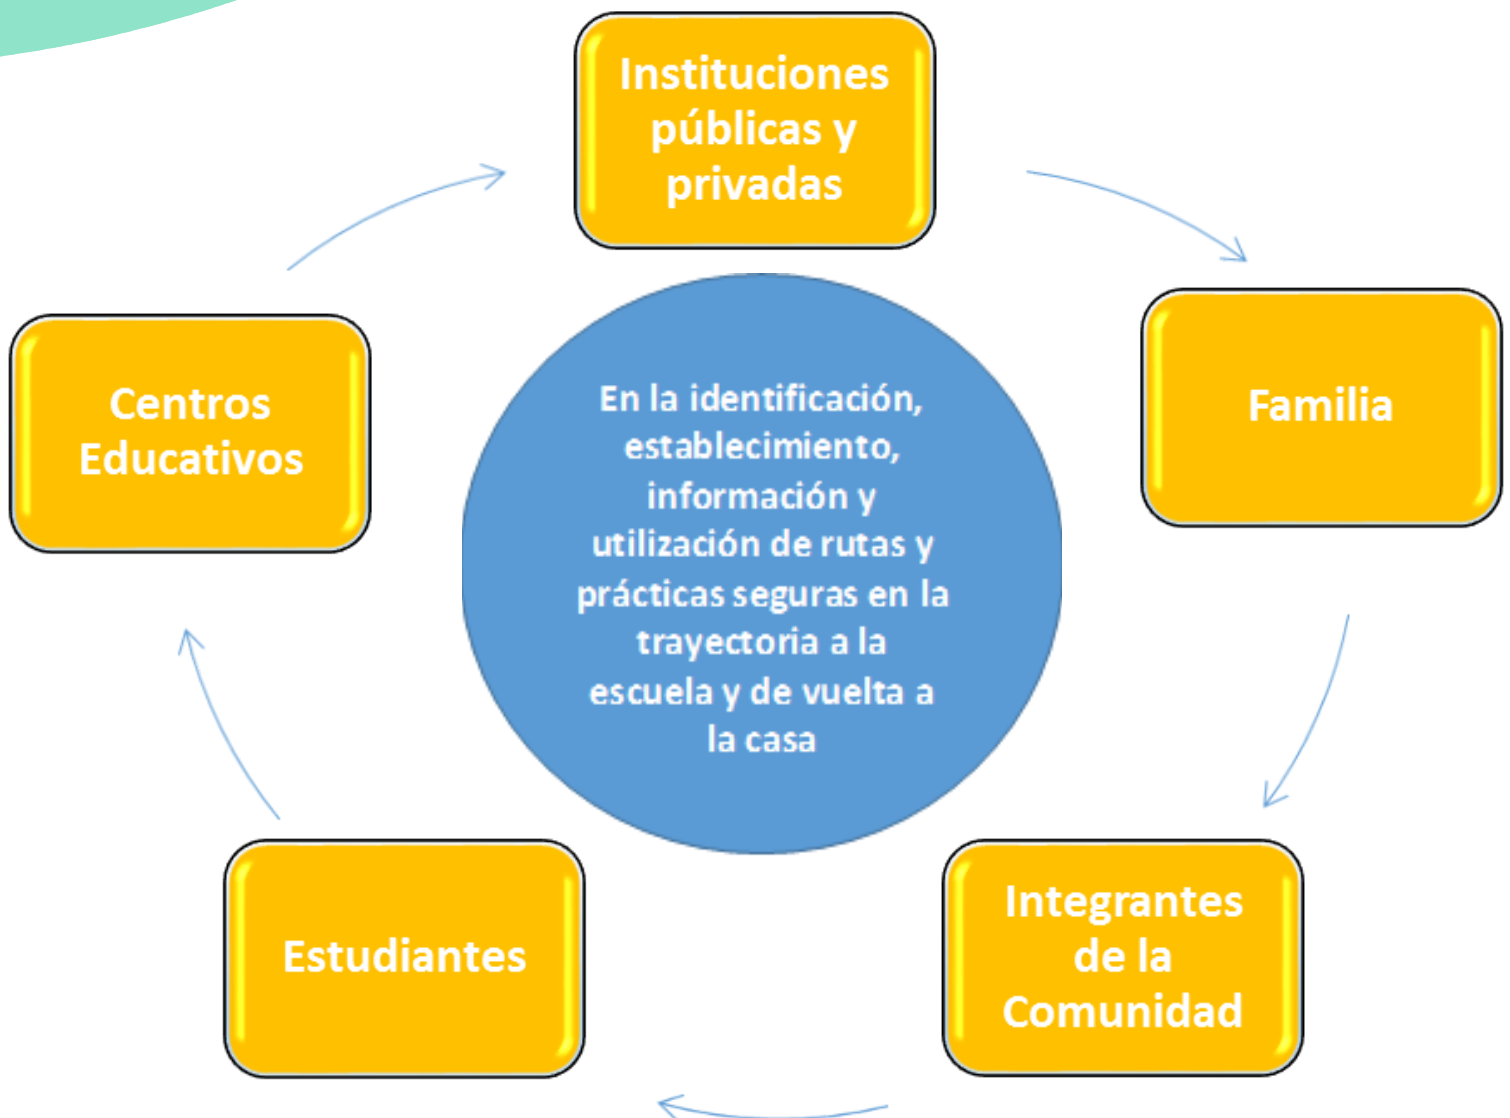 Instituciones
públicas y
privadas
Familia
Integrantes
de la
Comunidad
Estudiantes
Centros
Educativos
En la identificación,
establecimiento,
información y
utilización de rutas y
prácticas seguras en la
trayectoria a la
escuela y de vuelta a
la casa